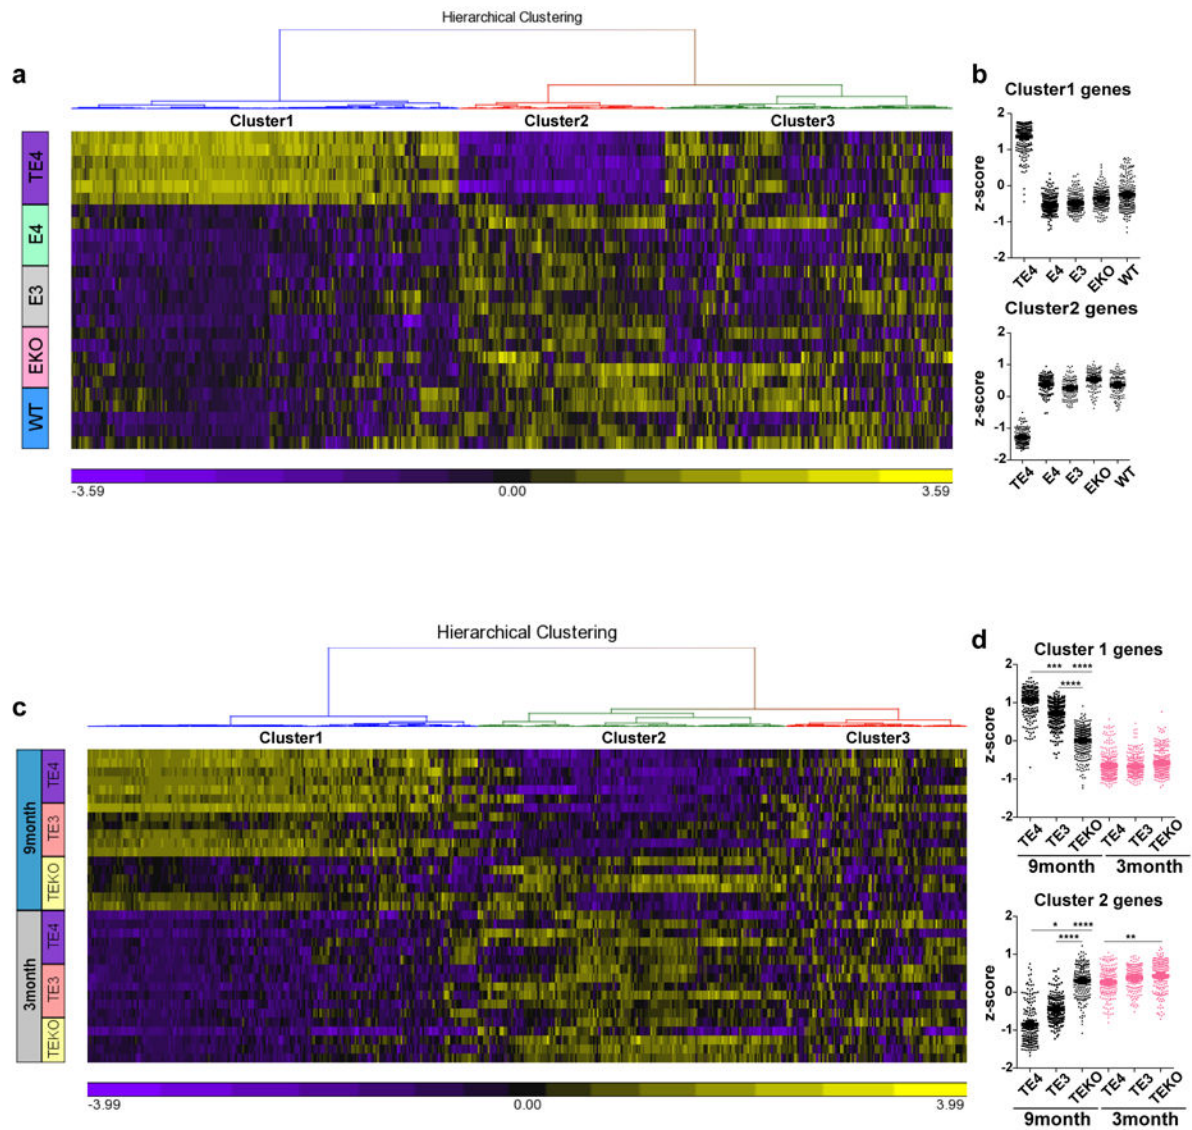 Hierarchical Clustering
a
Cluster1 Cluster2 Cluster3
TE4
E4
E3
EKO
WT
-3.59 0.00 3.59
b
Cluster1 genes
z-score
2
1
0
-1
-2
TE4 E4 E3 EKO WT
Cluster2 genes
z-score
2
1
0
-1
-2
TE4 E4 E3 EKO WT
Hierarchical Clustering
c
Cluster1 Cluster2 Cluster3
9month
TE4
TE3
TEKO
3month
TE4
TE3
TEKO
-3.99 0.00 3.99
d
Cluster 1 genes
*** ****
****
z-score
2
1
0
-1
-2
TE4 TE3 TEKO TE4 TE3 TEKO
9month 3month
Cluster 2 genes
* **** **
****
z-score
2
1
0
-1
-2
TE4 TE3 TEKO TE4 TE3 TEKO
9month 3month